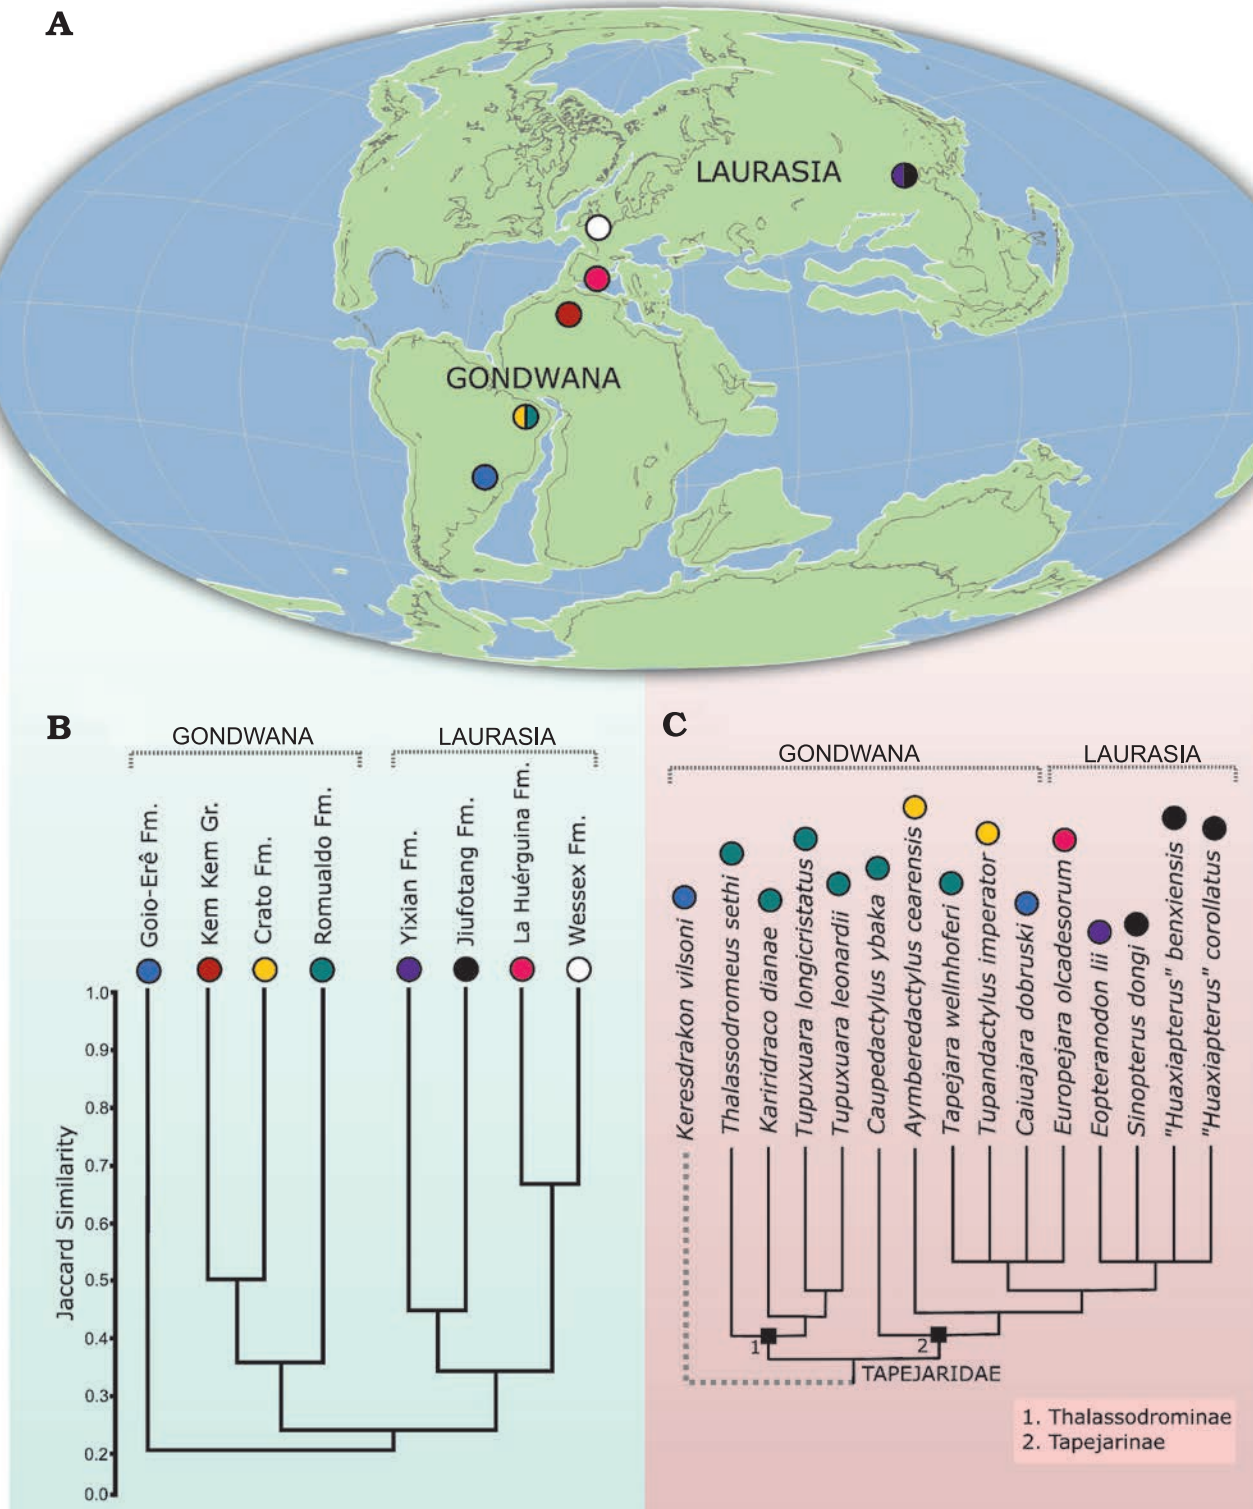 A
LAURASIA
GONDWANA
B
GONDWANA
LAURASIA
Goio-Erê Fm.
Kem Kem Gr.
Crato Fm.
Romualdo Fm.
Yixian Fm.
Jiufotang Fm.
La Huérguina Fm.
Wessex Fm.
Jaccard Similarity
1.0
0.9
0.8
0.7
0.6
0.5
0.4
0.3
0.2
0.0
C
GONDWANA
LAURASIA
Keresdrakon vilsoni
Thalassodromeus sethi
Kariridraco dianae
Tupuxuara longicristatus
Tupuxuara leonardii
Caupedactylus ybaka
Aymberedactylus cearensis
Tapejara wellnhoferi
Tupandactylus imperator
Caiuajara dobruski
Europejara olcadesorum
Eopteranodon lii
Sinopterus dongi
"Huaxiapterus" benxiensis
"Huaxiapterus" corollatus
1
2
TAPEJARIDAE
1. Thalassodrominae
2. Tapejarinae